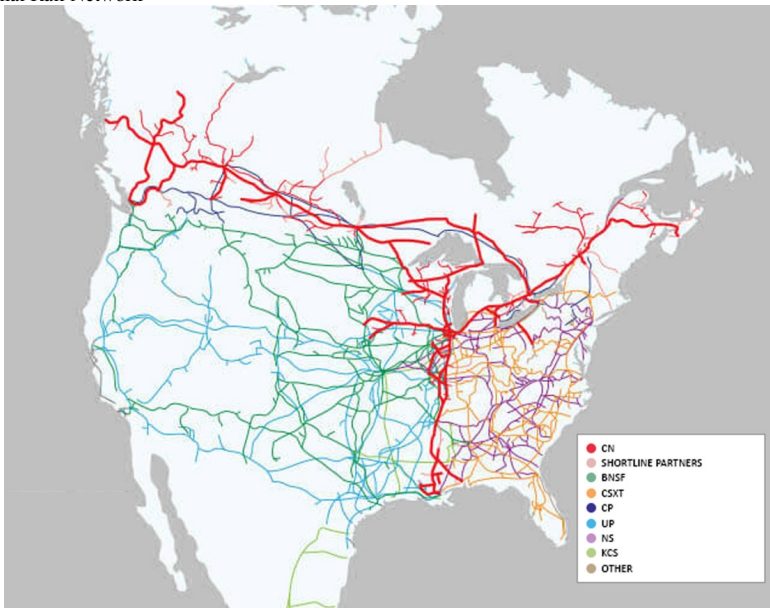 CN
SHORTLINE PARTNERS
BNSF
CSXT
CP
UP
NS
KCS
OTHER